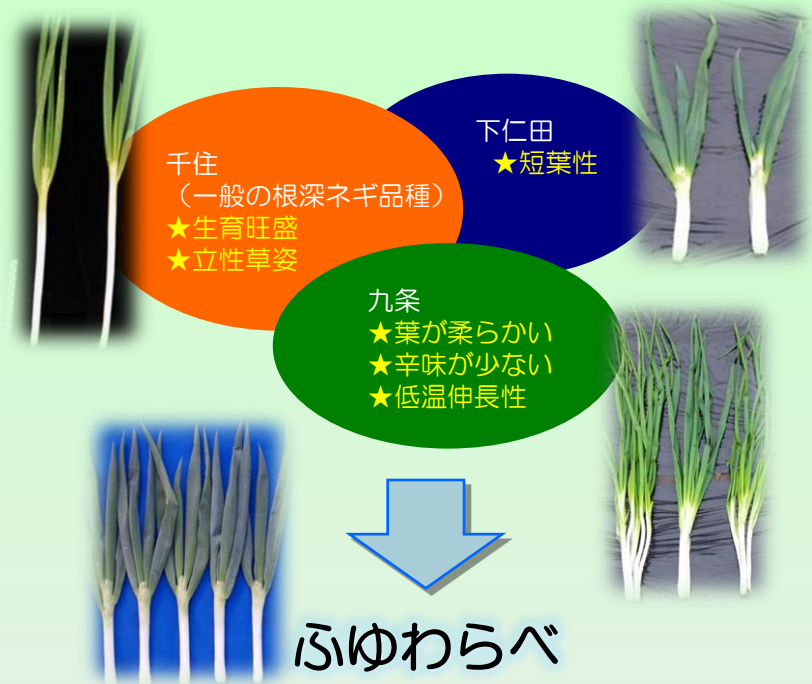 千住
(一般の根深ネギ品種)
★生育旺盛
★立性草姿
下仁田
★短葉性
九条
★葉が柔らかい
★辛味が少ない
★低温伸長性
ふゆわらべ